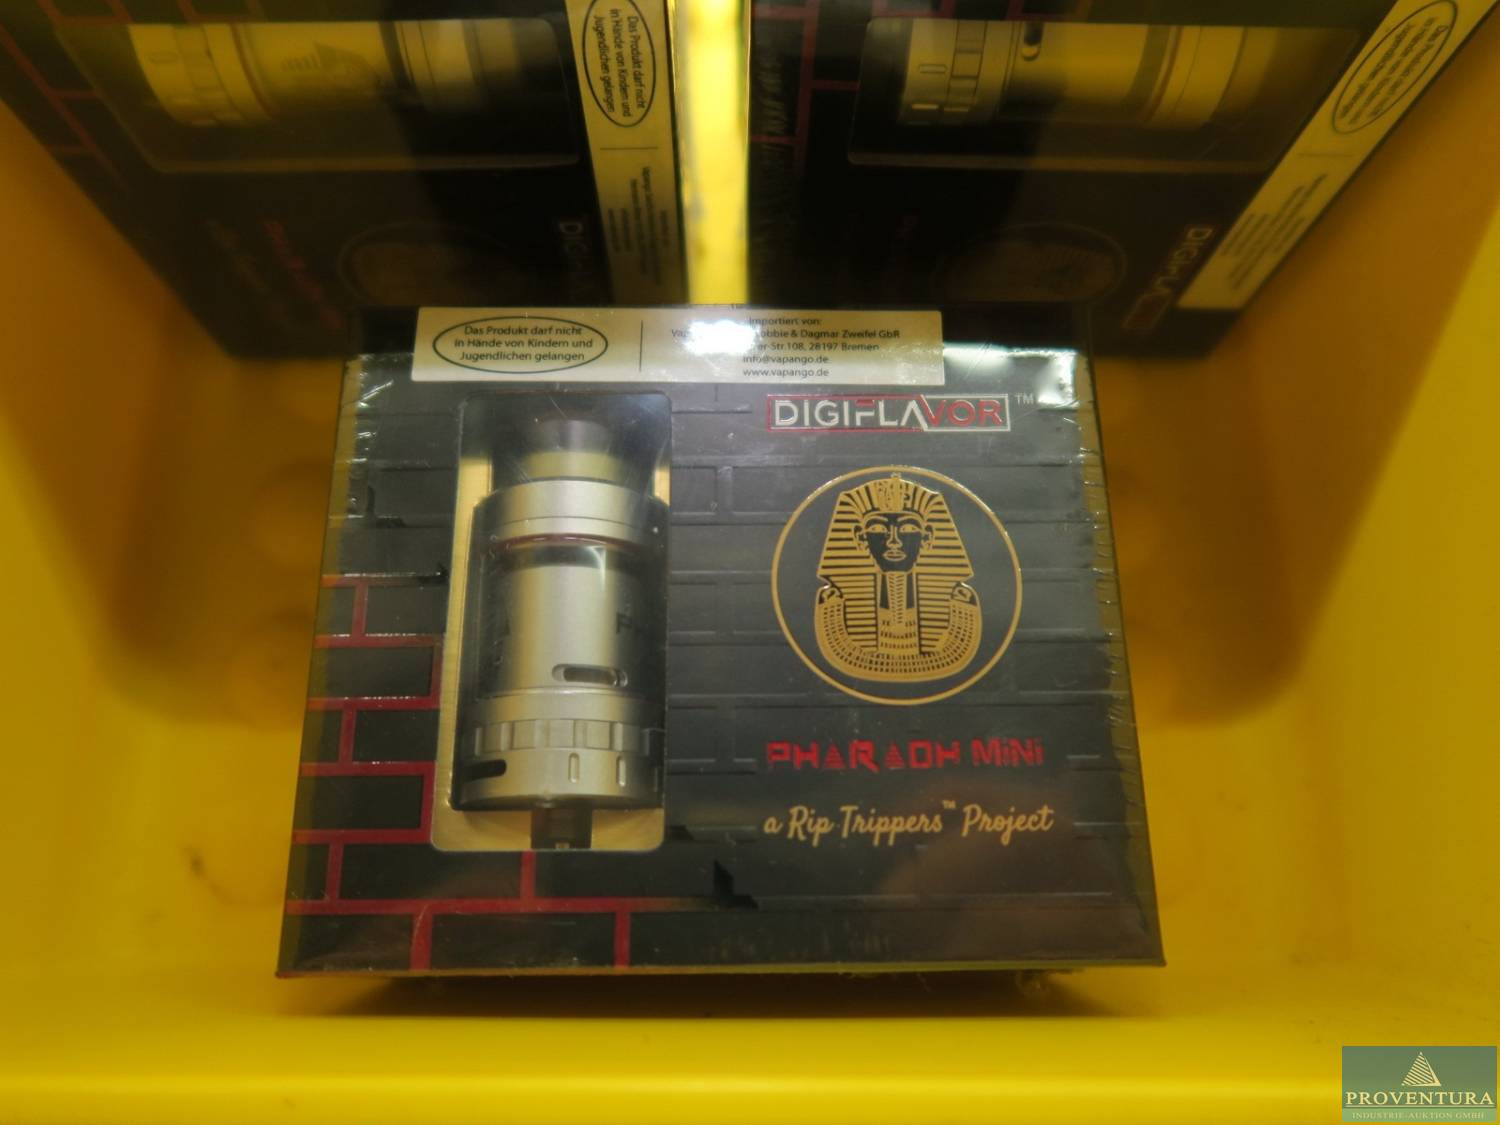 Das Produkt darf nicht
in Hände von Kindern und
Jugendlichen gelangen
Das Produkt darf nicht
in Hände von Kindern und
Jugendlichen gelangen
Importiert von:
& Dagmar Zweifel GbR
-Str.108, 28197 Bremen
info@vapango.de
www.vapango.de
DIGIFLAVOR™
PHARAOH MiNi
a Rip Trippers™ Project
PROVENTURA
INDUSTRIE-AUKTION GMBH